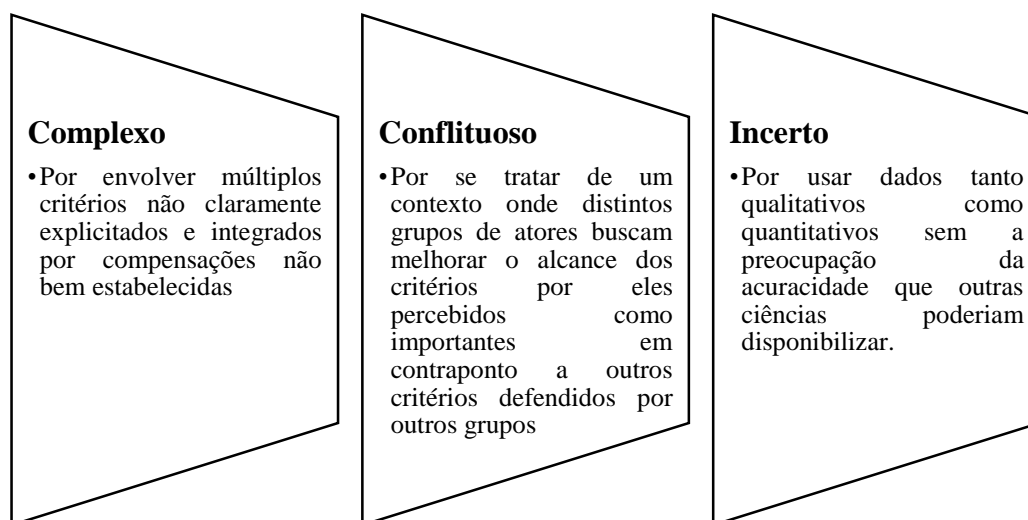 Complexo
•Por envolver múltiplos
critérios não claramente
explicitados e integrados
por compensações não
bem estabelecidas
Conflituoso
•Por se tratar de um
contexto onde distintos
grupos de atores buscam
melhorar o alcance dos
critérios por eles
percebidos como
importantes em
contraponto a outros
critérios defendidos por
outros grupos
Incerto
•Por usar dados tanto
qualitativos como
quantitativos sem a
preocupação da
acuracidade que outras
ciências poderiam
disponibilizar.